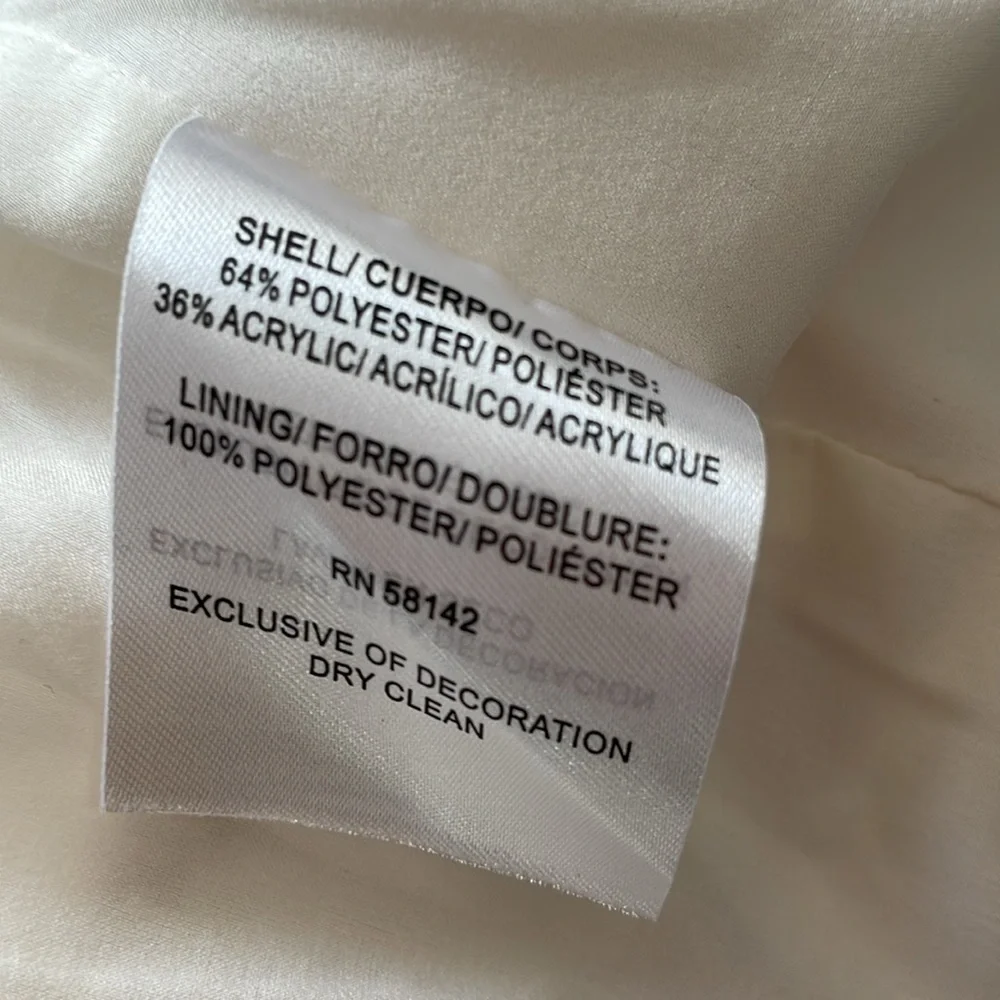 SHELL/ CUERPO/ CORPS:
64% POLYESTER/ POLIÉSTER
36% ACRYLIC/ ACRÍLICO/ ACRYLIQUE
LINING/ FORRO/ DOUBLURE:
100% POLYESTER/ POLIÉSTER
RN 58142
EXCLUSIVE OF DECORATION
DRY CLEAN